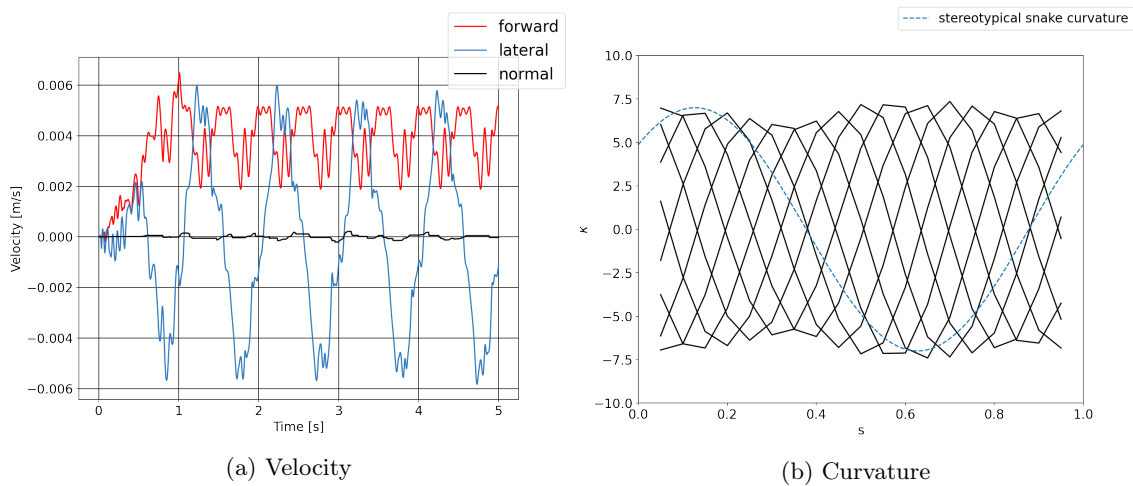 forward
lateral
normal
0.006
0.004
0.002
0.000
−0.002
−0.004
−0.006
Velocity [m/s]
0 1 2 3 4 5
Time [s]
(a) Velocity
stereotypical snake curvature
10.0
7.5
5.0
2.5
0.0
−2.5
−5.0
−7.5
−10.0
κ
0.0 0.2 0.4 0.6 0.8 1.0
s
(b) Curvature